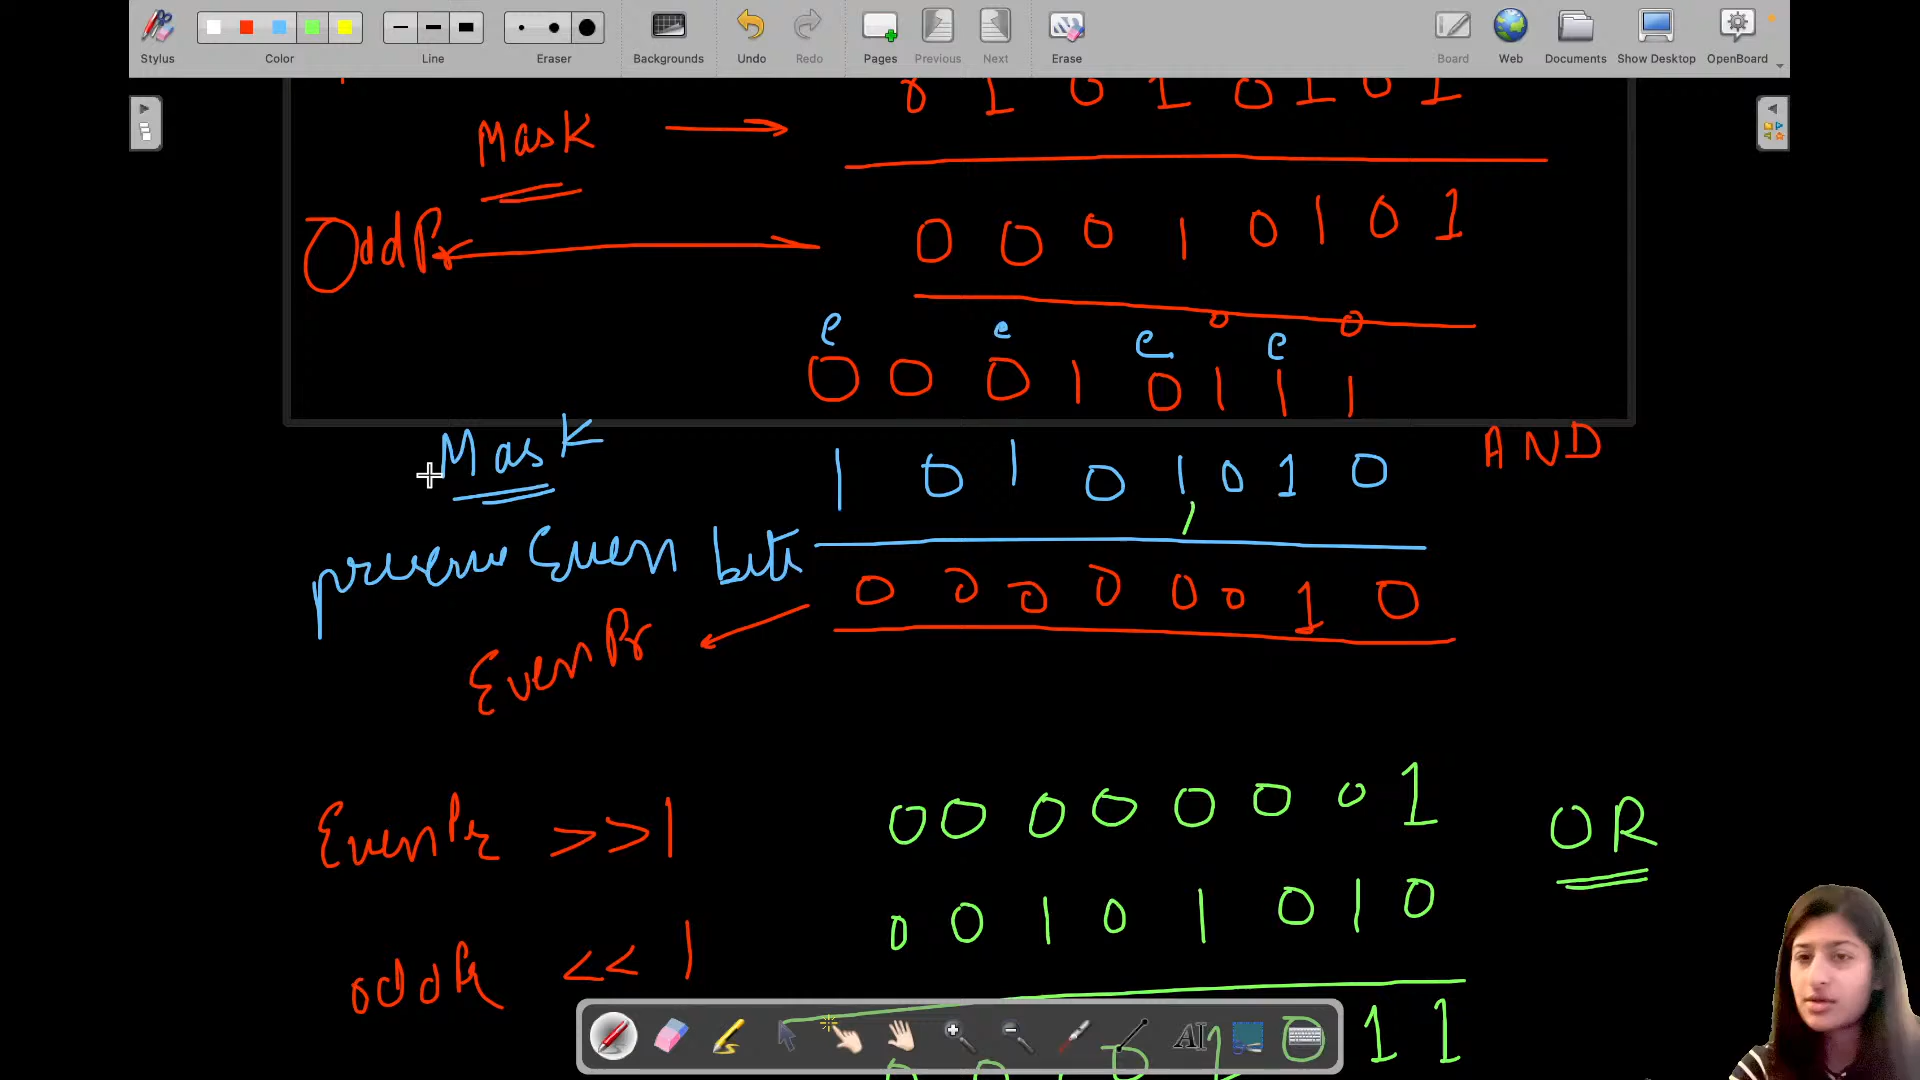 Stylus Color Line Eraser Backgrounds Undo Redo Pages Previous Next Erase Board Web Documents Show Desktop OpenBoard
0 1 0 1 0 1 0 1
Mask
OddPr 0 0 0 1 0 1 0 1
e e e o e o
0 0 0 1 0 1 1 1
Mask 1 0 1 0 1 0 1 0 AND
preserve Even bits
0 0 0 0 0 0 1 0
EvenPr
0 0 0 0 0 0 0 1
EvenPr >>1 OR
0 0 1 0 1 0 1 0
oddPr << 1
1 1